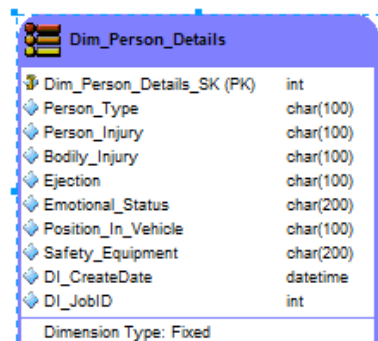 Dim_Person_Details
Dim_Person_Details_SK (PK) int
Person_Type char(100)
Person_Injury char(100)
Bodily_Injury char(100)
Ejection char(100)
Emotional_Status char(200)
Position_In_Vehicle char(100)
Safety_Equipment char(200)
DI_CreateDate datetime
DI_JobID int
Dimension Type: Fixed